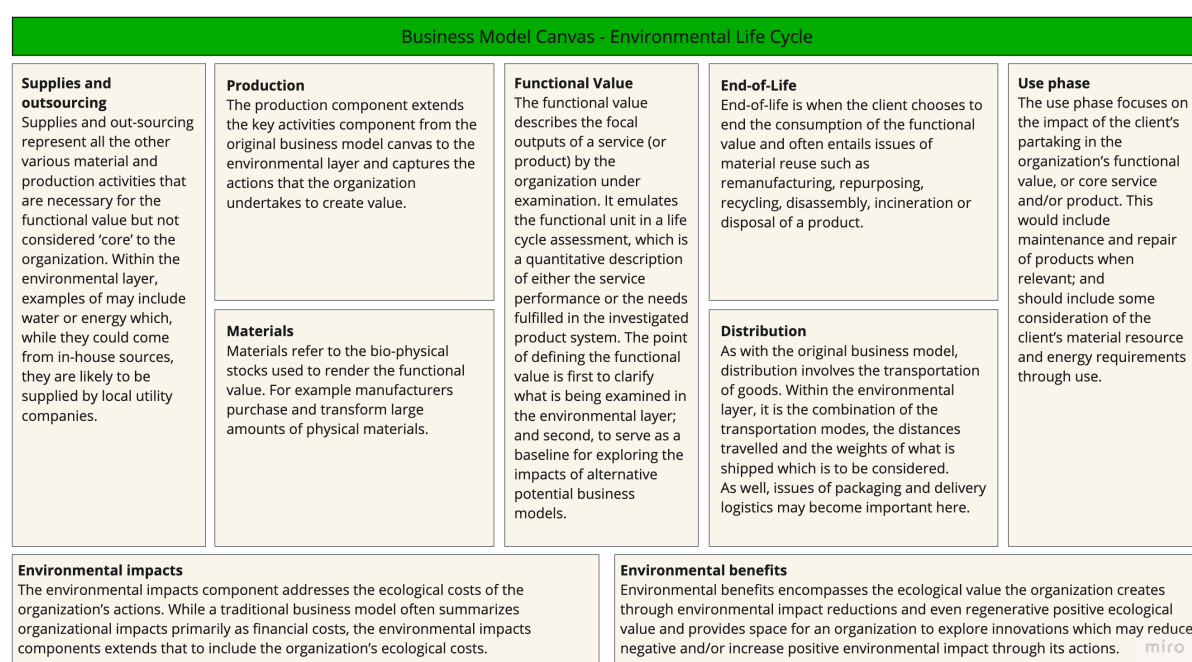 Business Model Canvas - Environmental Life Cycle
Supplies and
outsourcing
Supplies and out-sourcing
represent all the other
various material and
production activities that
are necessary for the
functional value but not
considered ‘core’ to the
organization. Within the
environmental layer,
examples of may include
water or energy which,
while they could come
from in-house sources,
they are likely to be
supplied by local utility
companies.
Production
The production component extends
the key activities component from the
original business model canvas to the
environmental layer and captures the
actions that the organization
undertakes to create value.
Materials
Materials refer to the bio-physical
stocks used to render the functional
value. For example manufacturers
purchase and transform large
amounts of physical materials.
Functional Value
The functional value
describes the focal
outputs of a service (or
product) by the
organization under
examination. It emulates
the functional unit in a life
cycle assessment, which is
a quantitative description
of either the service
performance or the needs
fulfilled in the investigated
product system. The point
of defining the functional
value is first to clarify
what is being examined in
the environmental layer;
and second, to serve as a
baseline for exploring the
impacts of alternative
potential business
models.
End-of-Life
End-of-life is when the client chooses to
end the consumption of the functional
value and often entails issues of
material reuse such as
remanufacturing, repurposing,
recycling, disassembly, incineration or
disposal of a product.
Distribution
As with the original business model,
distribution involves the transportation
of goods. Within the environmental
layer, it is the combination of the
transportation modes, the distances
travelled and the weights of what is
shipped which is to be considered.
As well, issues of packaging and delivery
logistics may become important here.
Use phase
The use phase focuses on
the impact of the client’s
partaking in the
organization’s functional
value, or core service
and/or product. This
would include
maintenance and repair
of products when
relevant; and
should include some
consideration of the
client’s material resource
and energy requirements
through use.
Environmental impacts
The environmental impacts component addresses the ecological costs of the
organization’s actions. While a traditional business model often summarizes
organizational impacts primarily as financial costs, the environmental impacts
components extends that to include the organization’s ecological costs.
Environmental benefits
Environmental benefits encompasses the ecological value the organization creates
through environmental impact reductions and even regenerative positive ecological
value and provides space for an organization to explore innovations which may reduce
negative and/or increase positive environmental impact through its actions.
miro